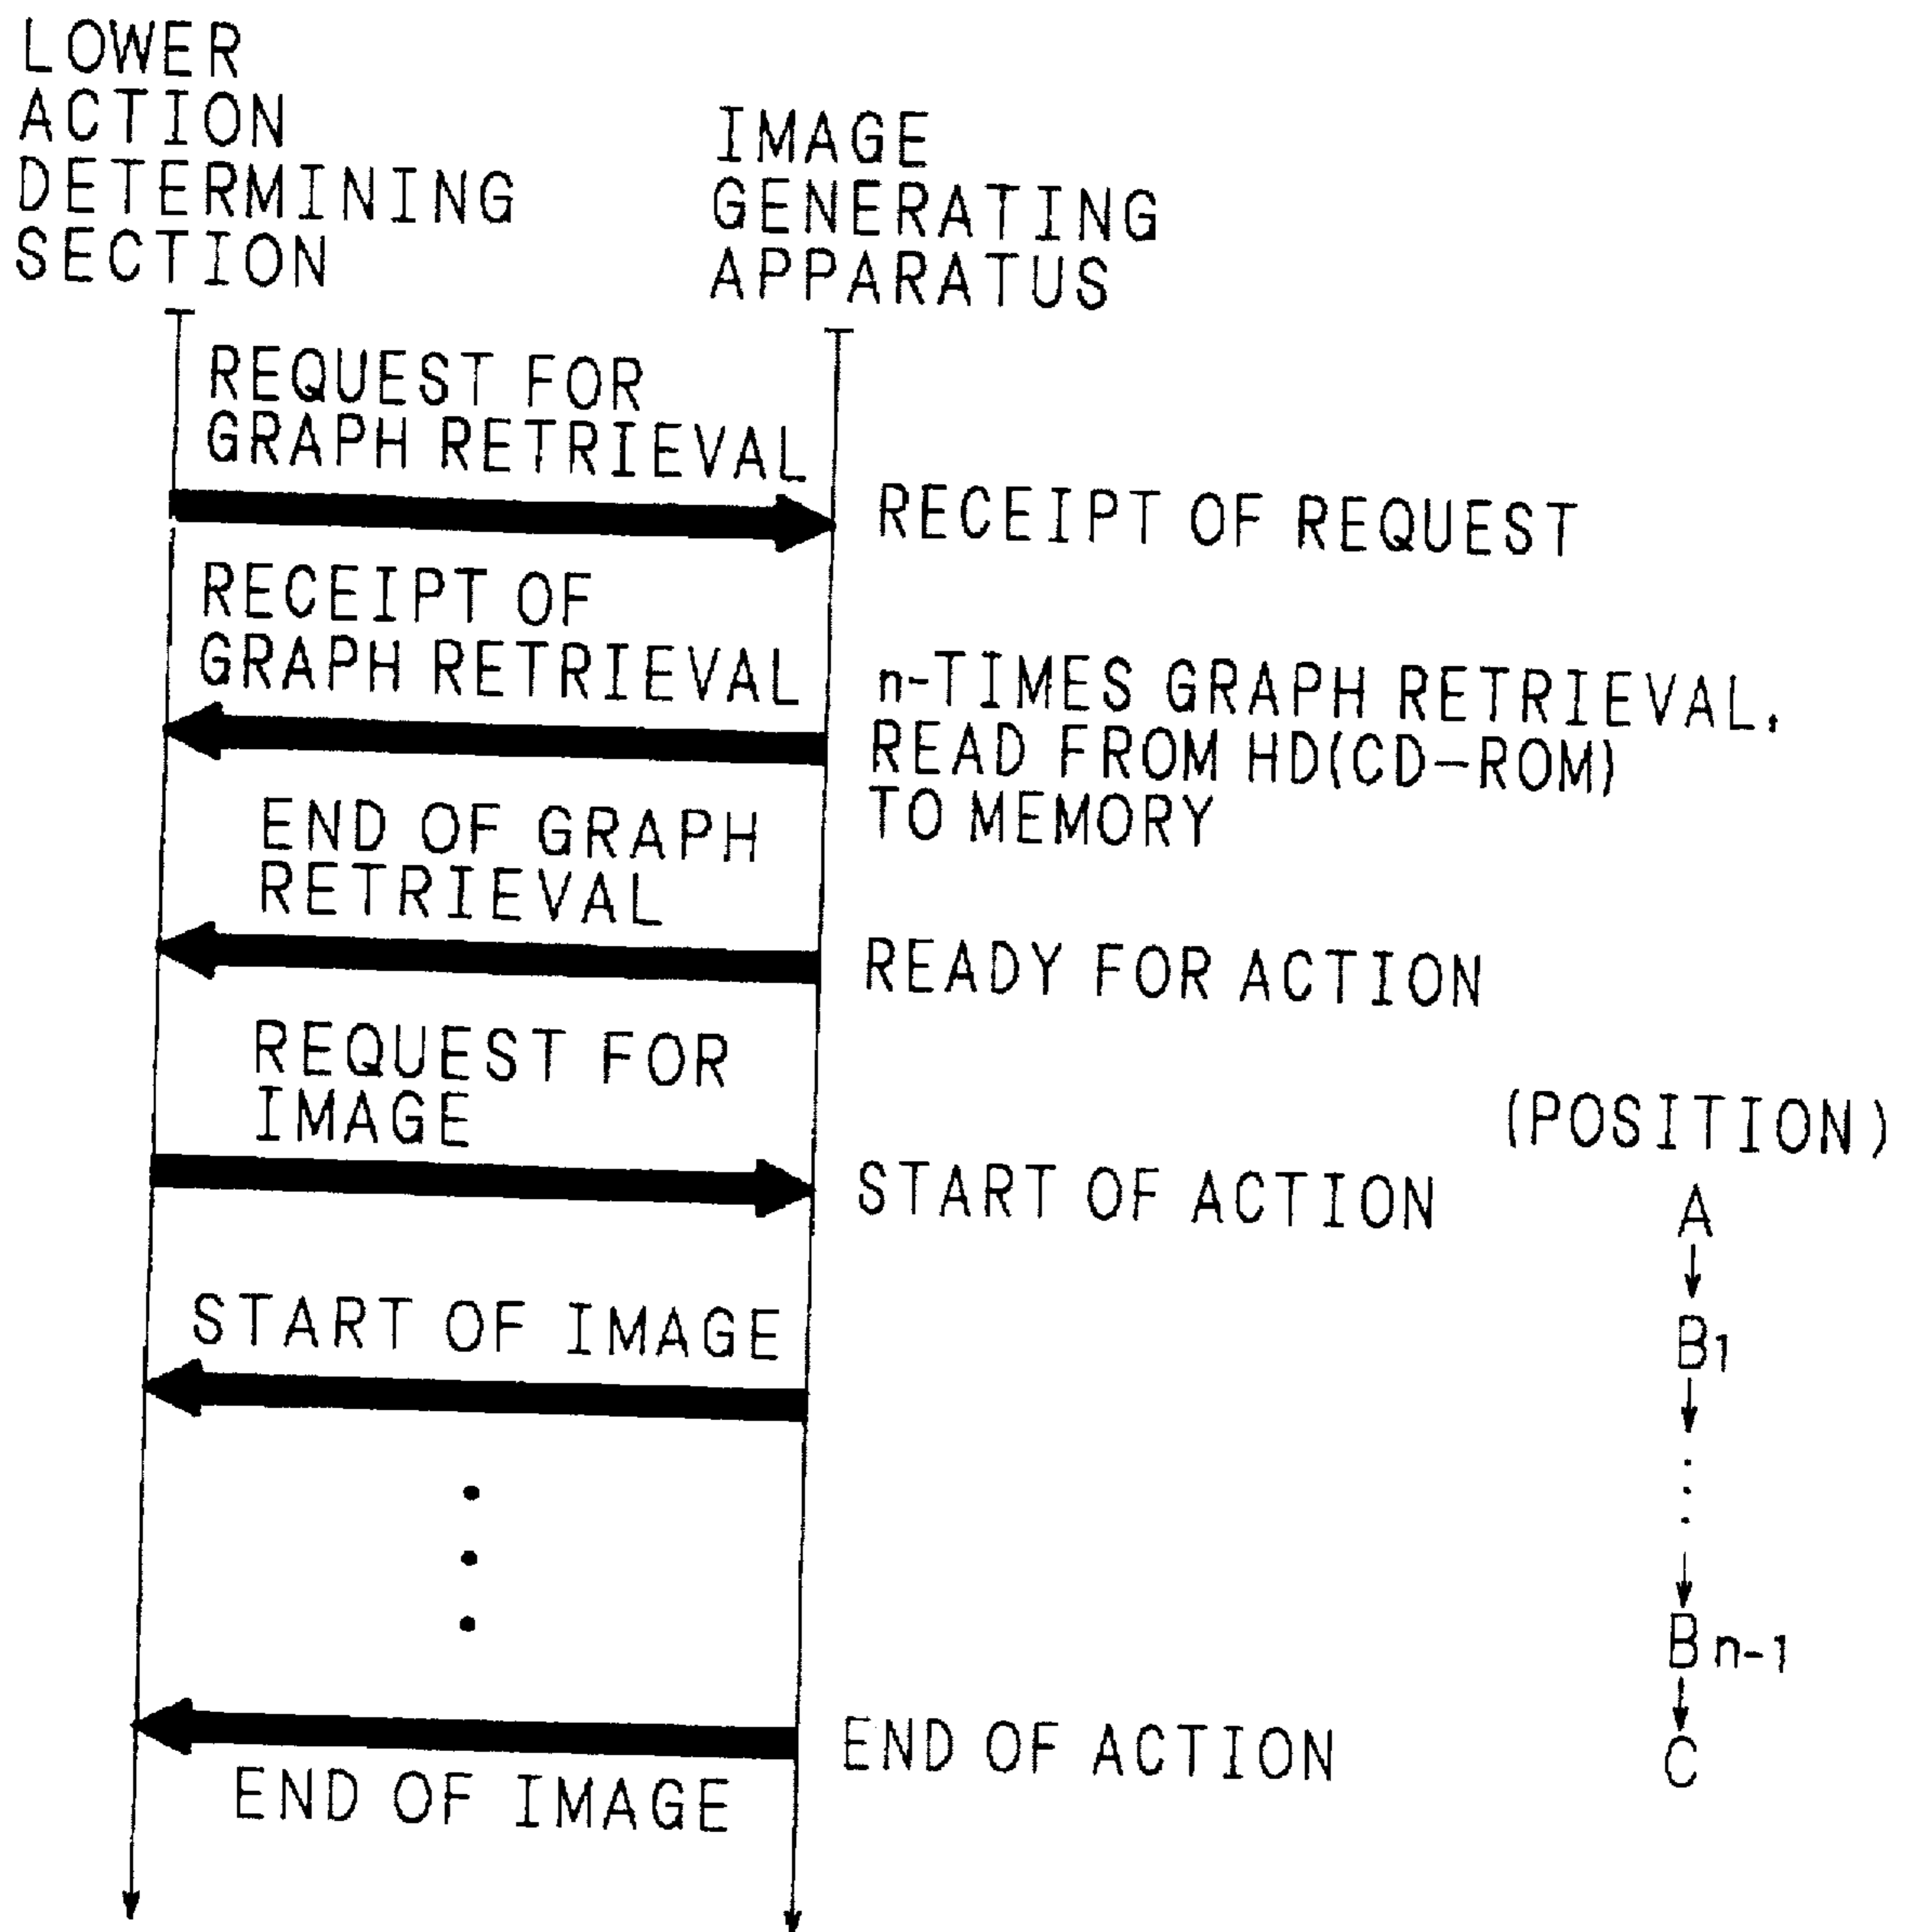 LOWER
ACTION
DETERMINING
SECTION
IMAGE
GENERATING
APPARATUS
REQUEST FOR
GRAPH RETRIEVAL
RECEIPT OF REQUEST
RECEIPT OF
GRAPH RETRIEVAL
n-TIMES GRAPH RETRIEVAL,
READ FROM HD(CD-ROM)
TO MEMORY
END OF GRAPH
RETRIEVAL
READY FOR ACTION
REQUEST FOR
IMAGE
(POSITION)
START OF ACTION
A
START OF IMAGE
B1
Bn-1
END OF ACTION
C
END OF IMAGE